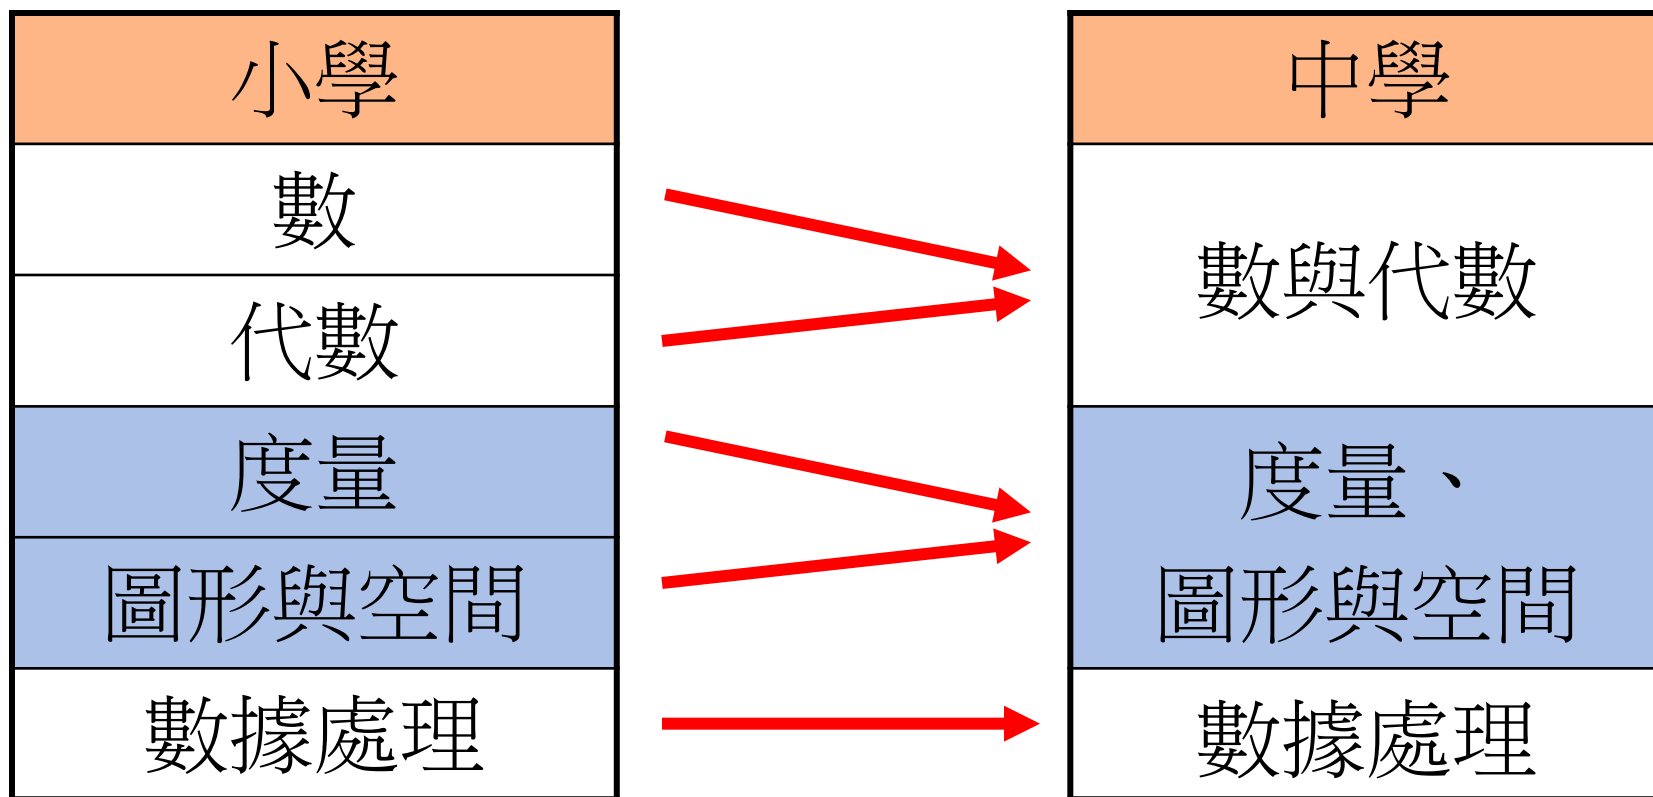 小學
數
代數
度量
圖形與空間
數據處理
中學
數與代數
度量、
圖形與空間
數據處理